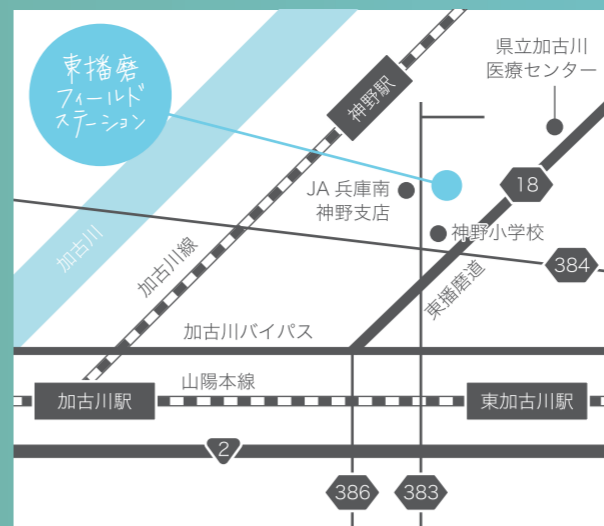 東播磨
フィールド
ステーション
神野駅
県立加古川
医療センター
JA 兵庫南
神野支店
18
神野小学校
加古川
加古川線
384
東播磨道
加古川バイパス
山陽本線
加古川駅
東加古川駅
2
386
383